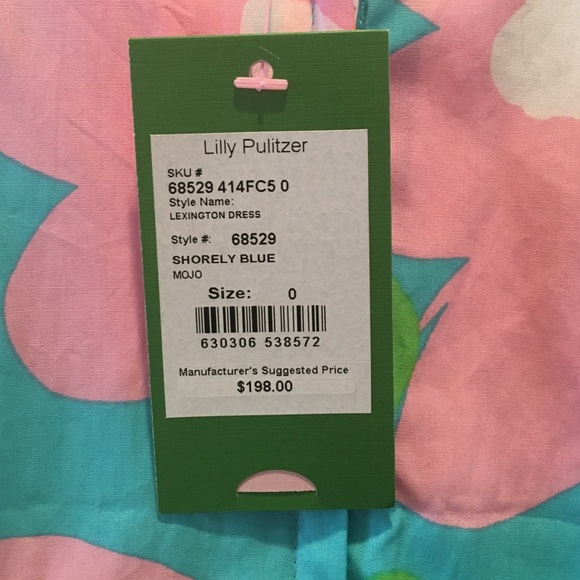 Lilly Pulitzer
SKU #
68529 414FC5 0
Style Name:
LEXINGTON DRESS
Style #: 68529
SHORELY BLUE
MOJO
Size: 0
630306 538572
Manufacturer's Suggested Price
$198.00